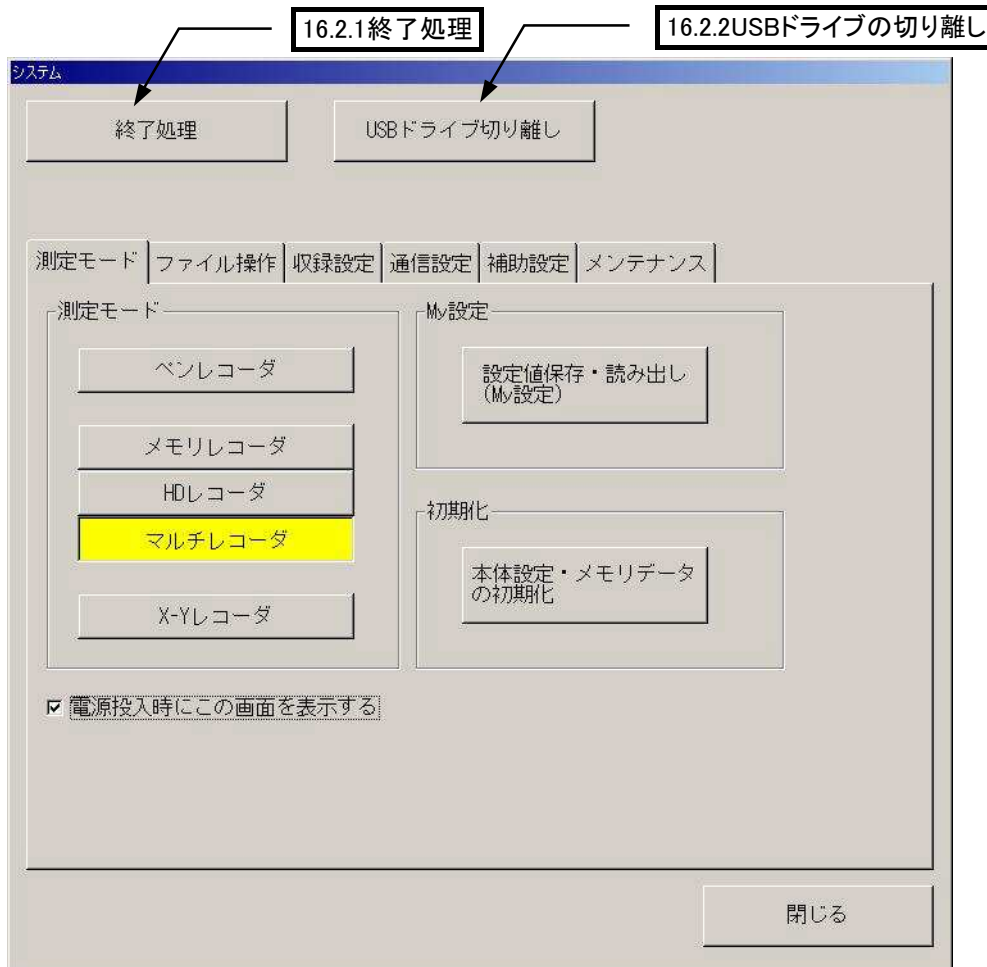 16.2.1終了処理
16.2.2USBドライブの切り離し
システム
終了処理
USBドライブ切り離し
測定モード
ファイル操作
収録設定
通信設定
補助設定
メンテナンス
測定モード
ペンレコーダ
メモリレコーダ
HDレコーダ
マルチレコーダ
X-Yレコーダ
My設定
設定値保存・読み出し
(My設定)
初期化
本体設定・メモリデータ
の初期化
電源投入時にこの画面を表示する
閉じる